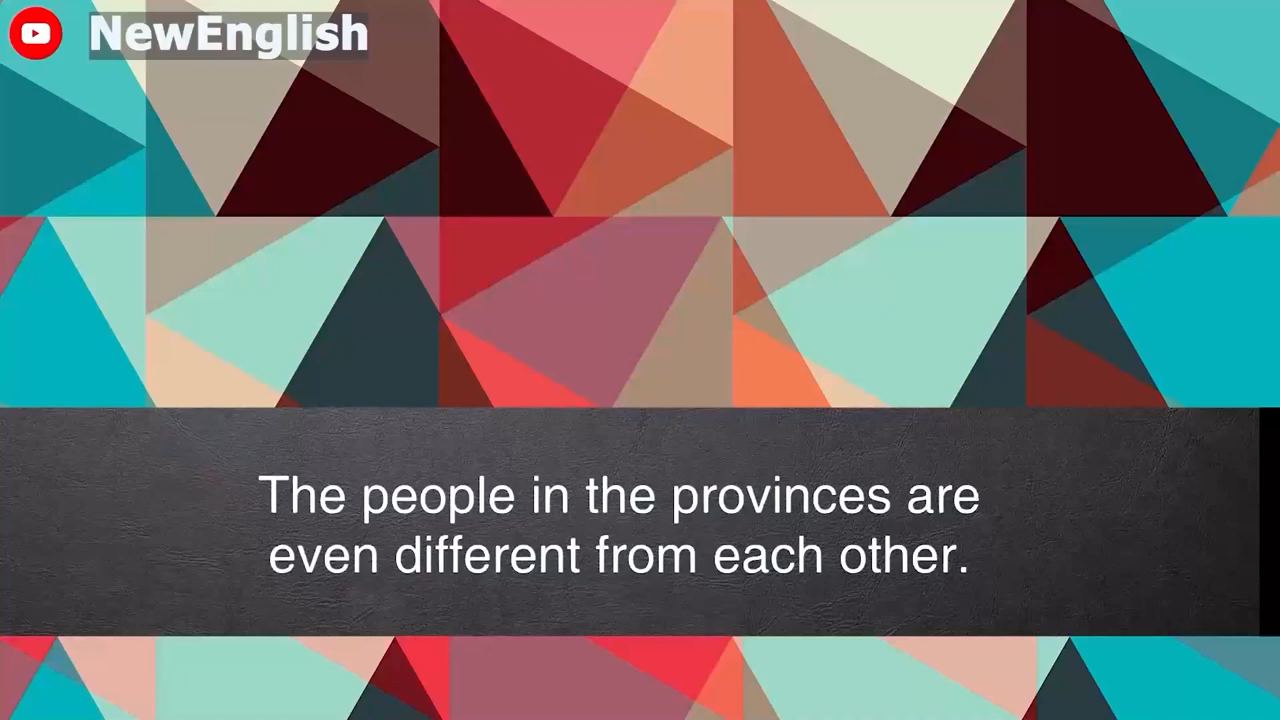 NewEnglish
The people in the provinces are
even different from each other.